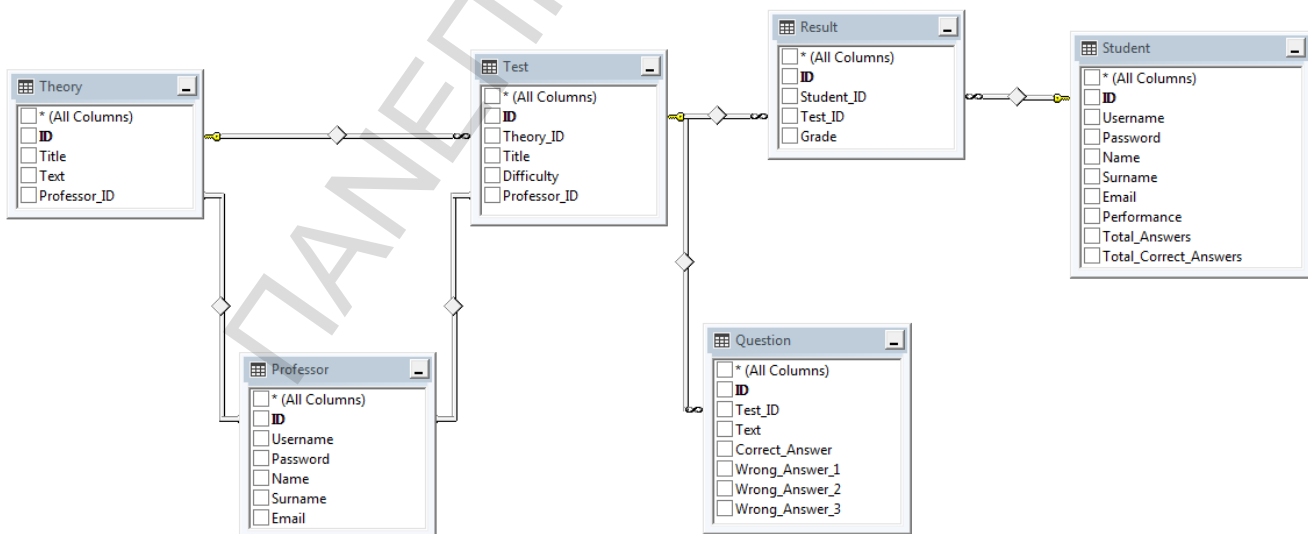 Theory
* (All Columns)
ID
Title
Text
Professor_ID
Test
* (All Columns)
ID
Theory_ID
Title
Difficulty
Professor_ID
Result
* (All Columns)
ID
Student_ID
Test_ID
Grade
Student
* (All Columns)
ID
Username
Password
Name
Surname
Email
Performance
Total_Answers
Total_Correct_Answers
Professor
* (All Columns)
ID
Username
Password
Name
Surname
Email
Question
* (All Columns)
ID
Test_ID
Text
Correct_Answer
Wrong_Answer_1
Wrong_Answer_2
Wrong_Answer_3